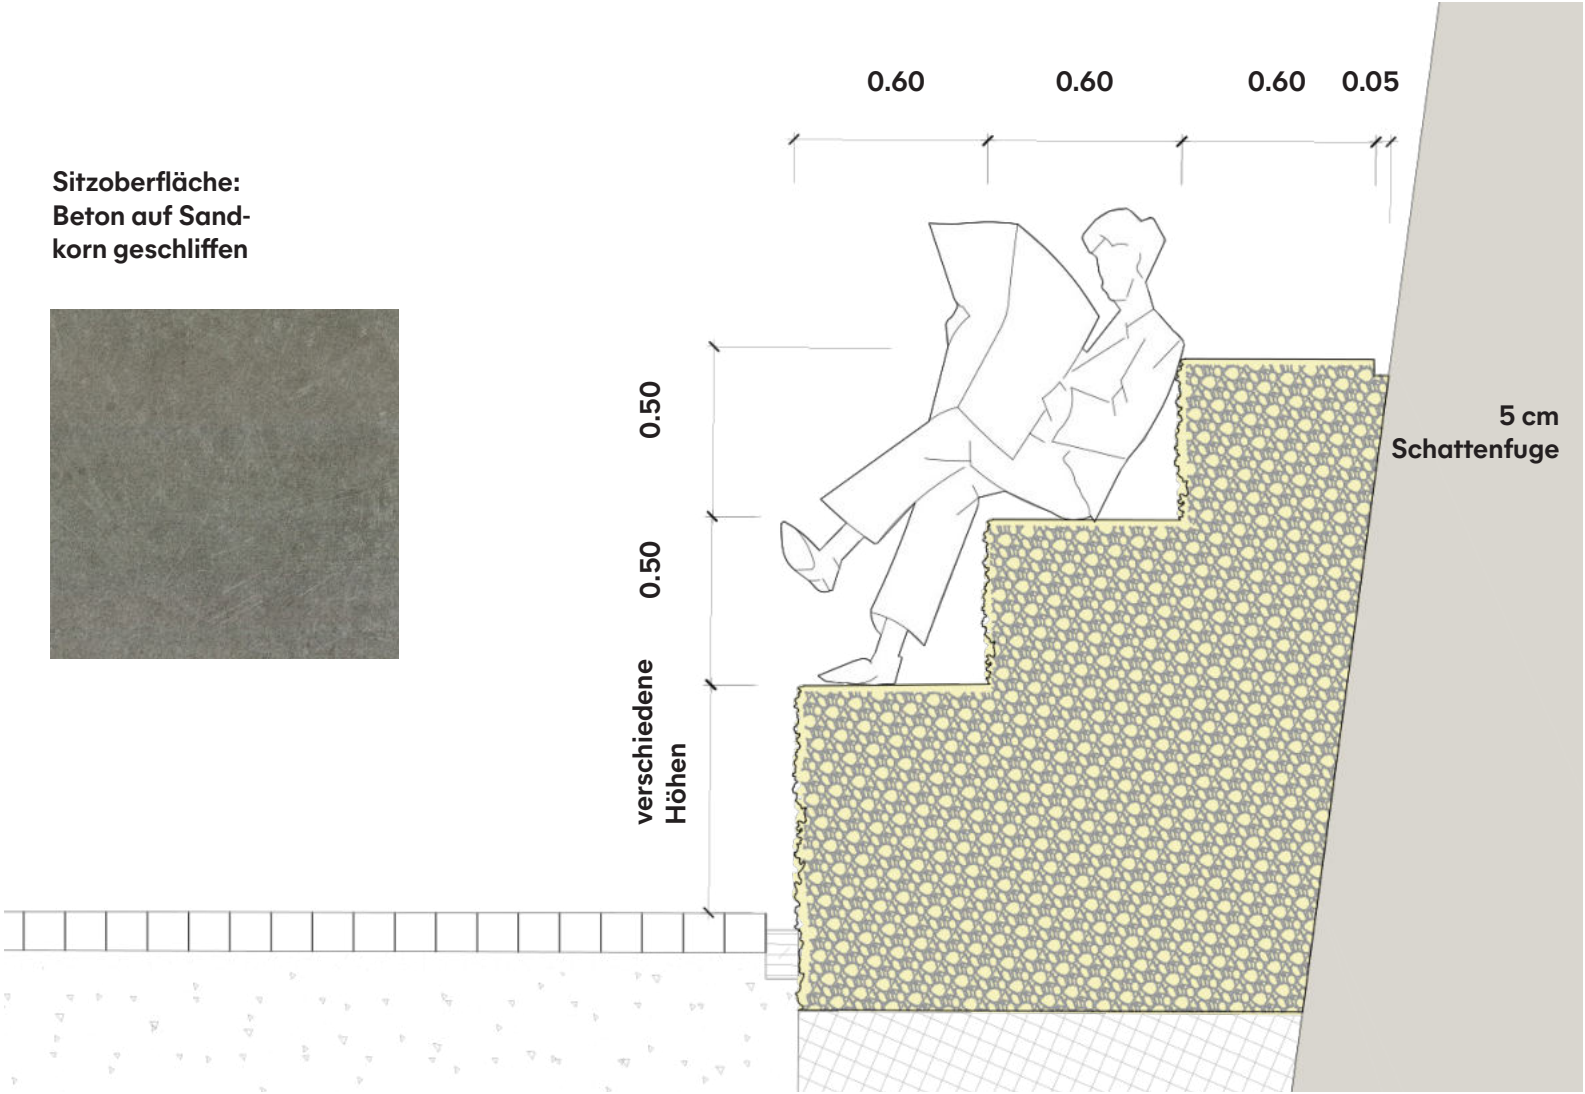 0.60 0.60 0.60 0.05
Sitzoberfläche:
Beton auf Sand-
korn geschliffen
0.50
5 cm
Schattenfuge
0.50
verschiedene
Höhen